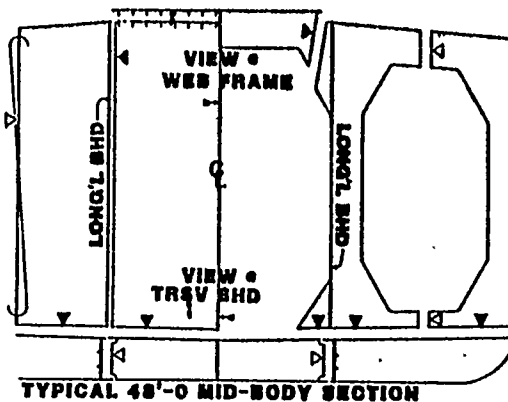 VIEW @
WEB FRAME
LONG'L BHD
LONG'L BHD
℄
VIEW @
TRSV BHD
TYPICAL 48'-0 MID-BODY SECTION